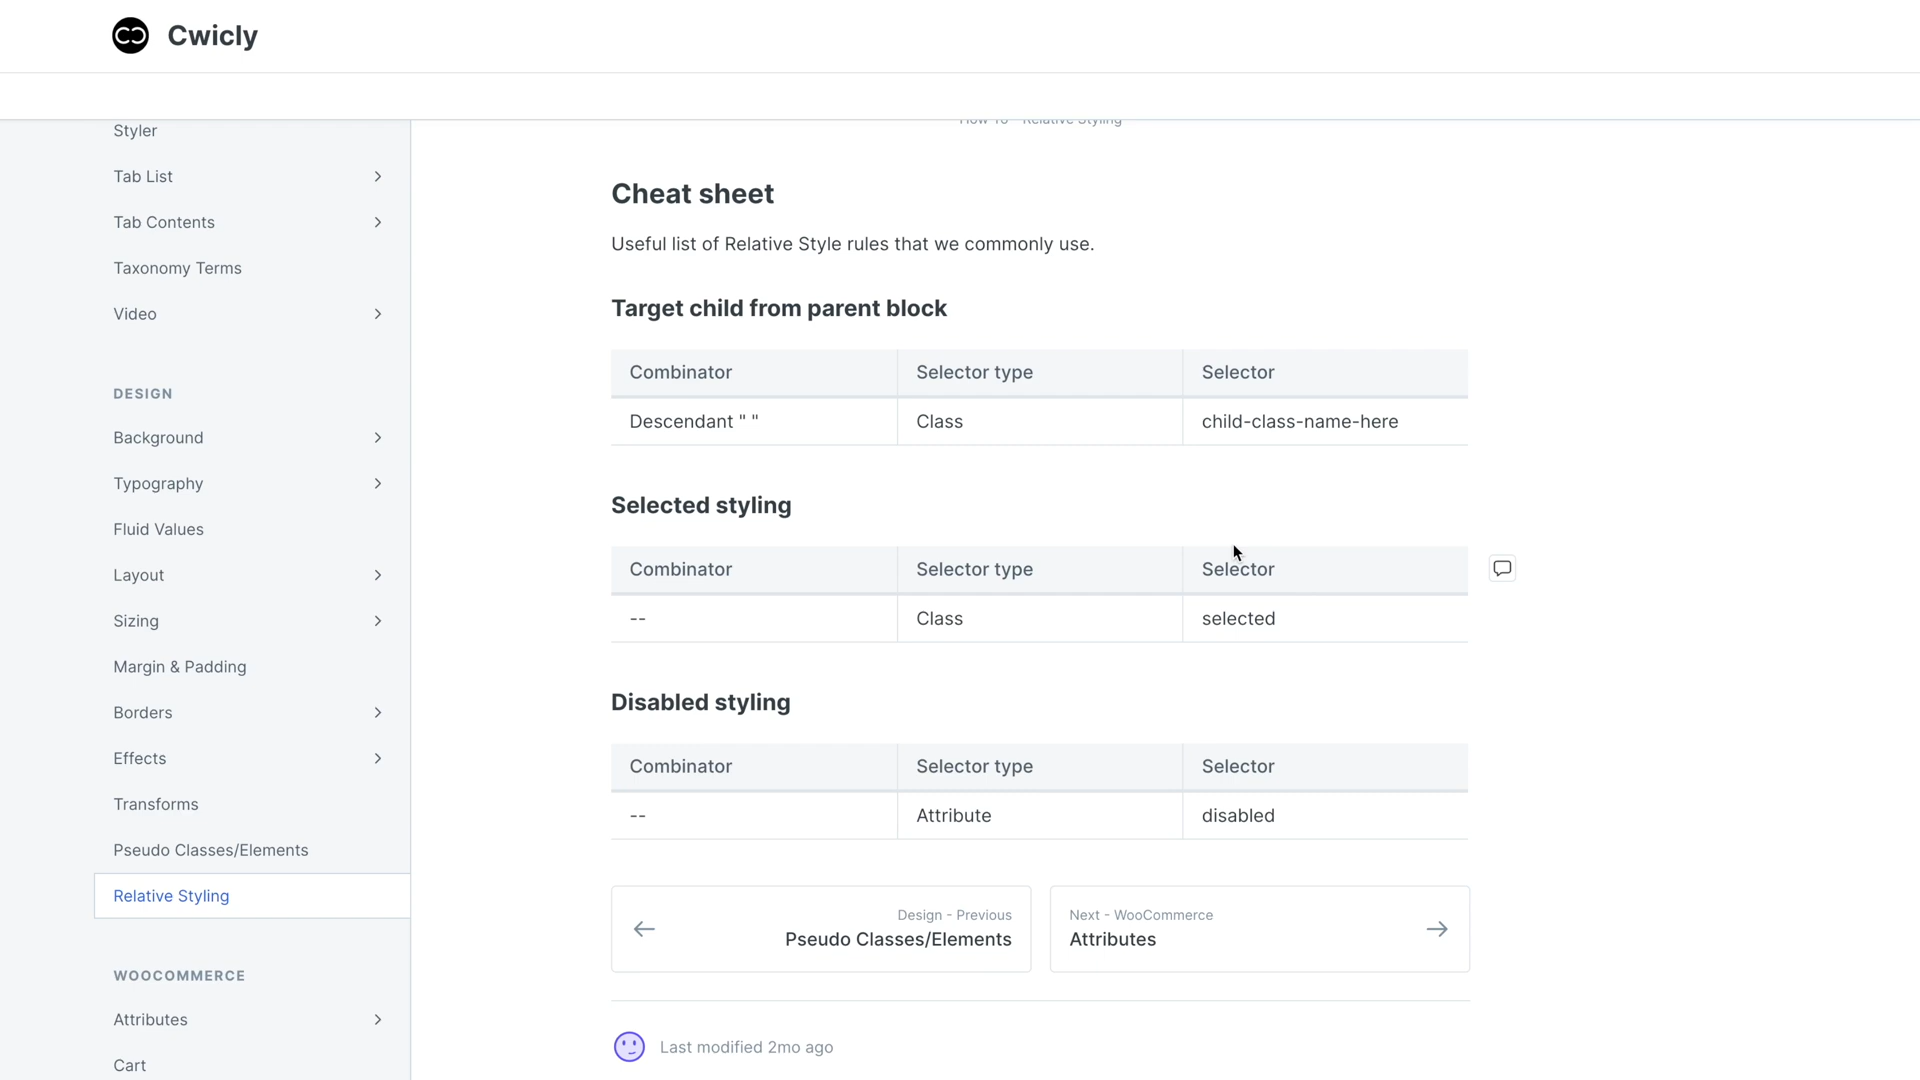 Cwicly
How To - Relative Styling
Styler
Tab List
Tab Contents
Taxonomy Terms
Video
DESIGN
Background
Typography
Fluid Values
Layout
Sizing
Margin & Padding
Borders
Effects
Transforms
Pseudo Classes/Elements
Relative Styling
WOOCOMMERCE
Attributes
Cart
Cheat sheet
Useful list of Relative Style rules that we commonly use.
Target child from parent block
Combinator Selector type Selector
Descendant " " Class child-class-name-here
Selected styling
Combinator Selector type Selector
-- Class selected
Disabled styling
Combinator Selector type Selector
-- Attribute disabled
Design - Previous
Pseudo Classes/Elements
Next - WooCommerce
Attributes
Last modified 2mo ago